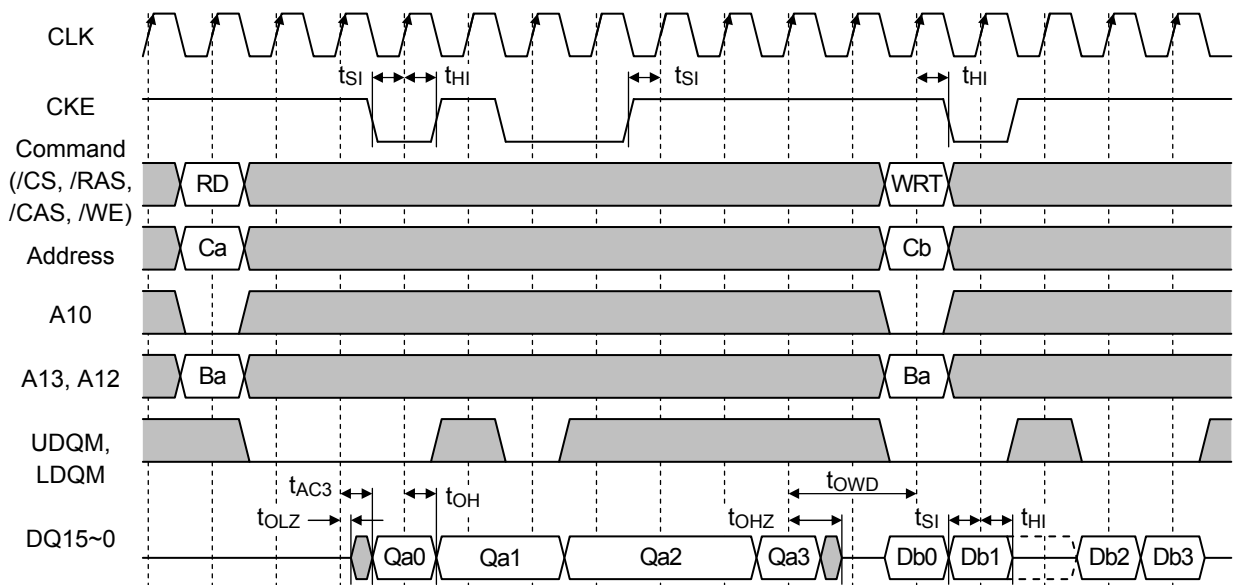 CLK
tSI
tHI
tSI
tHI
CKE
Command
(/CS, /RAS,
/CAS, /WE)
RD
WRT
Address
Ca
Cb
A10
A13, A12
Ba
Ba
UDQM,
LDQM
tAC3
tOH
tOWD
tOLZ
tOHZ
tSI
tHI
DQ15~0
Qa0
Qa1
Qa2
Qa3
Db0
Db1
Db2
Db3